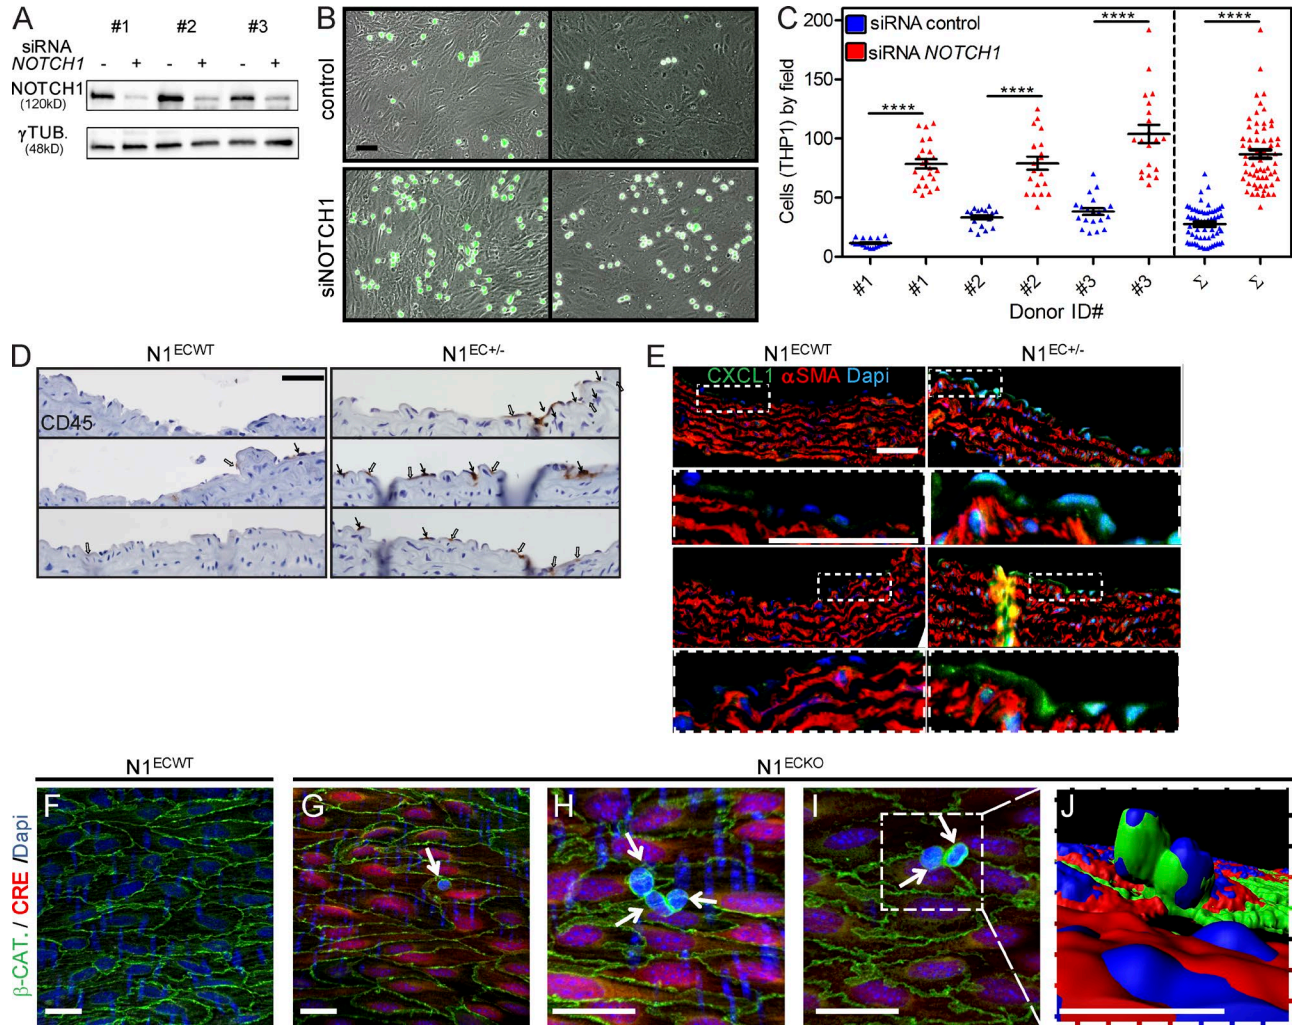 A
#1 #2 #3
siRNA
NOTCH1 - + - + - +
NOTCH1
(120kD)
γTUB.
(48kD)
B
control
siNOTCH1
C
siRNA control
siRNA NOTCH1
Cells (THP1) by field
200
150
100
50
0
**** **** **** ****
#1 #1 #2 #2 #3 #3 Σ Σ
Donor ID#
D
N1ECWT N1EC+/-
CD45
E
N1ECWT N1EC+/-
CXCL1 αSMA Dapi
N1ECWT N1ECKO
β-CAT. / CRE /Dapi
F G H I J